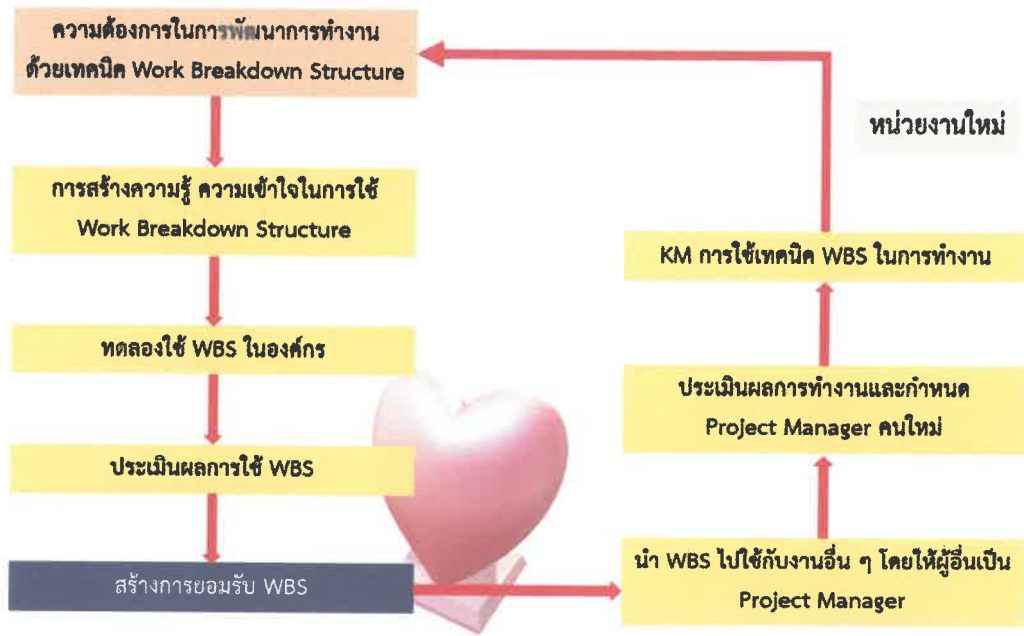 ความต้องการในการพัฒนาการทำงาน
ด้วยเทคนิค Work Breakdown Structure
การสร้างความรู้ ความเข้าใจในการใช้
Work Breakdown Structure
ทดลองใช้ WBS ในองค์กร
ประเมินผลการใช้ WBS
สร้างการยอมรับ WBS
นำ WBS ไปใช้กับงานอื่น ๆ โดยให้ผู้อื่นเป็น
Project Manager
ประเมินผลการทำงานและกำหนด
Project Manager คนใหม่
KM การใช้เทคนิค WBS ในการทำงาน
หน่วยงานใหม่